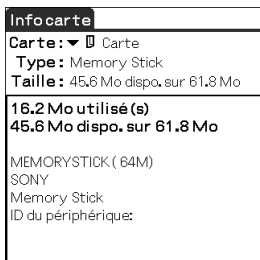 Info carte
Carte: Carte
Type: Memory Stick
Taille: 45.6 Mo dispo. sur 61.8 Mo
16.2 Mo utilisé(s)
45.6 Mo dispo. sur 61.8 Mo
MEMORYSTICK ( 64M)
SONY
Memory Stick
ID du périphérique: